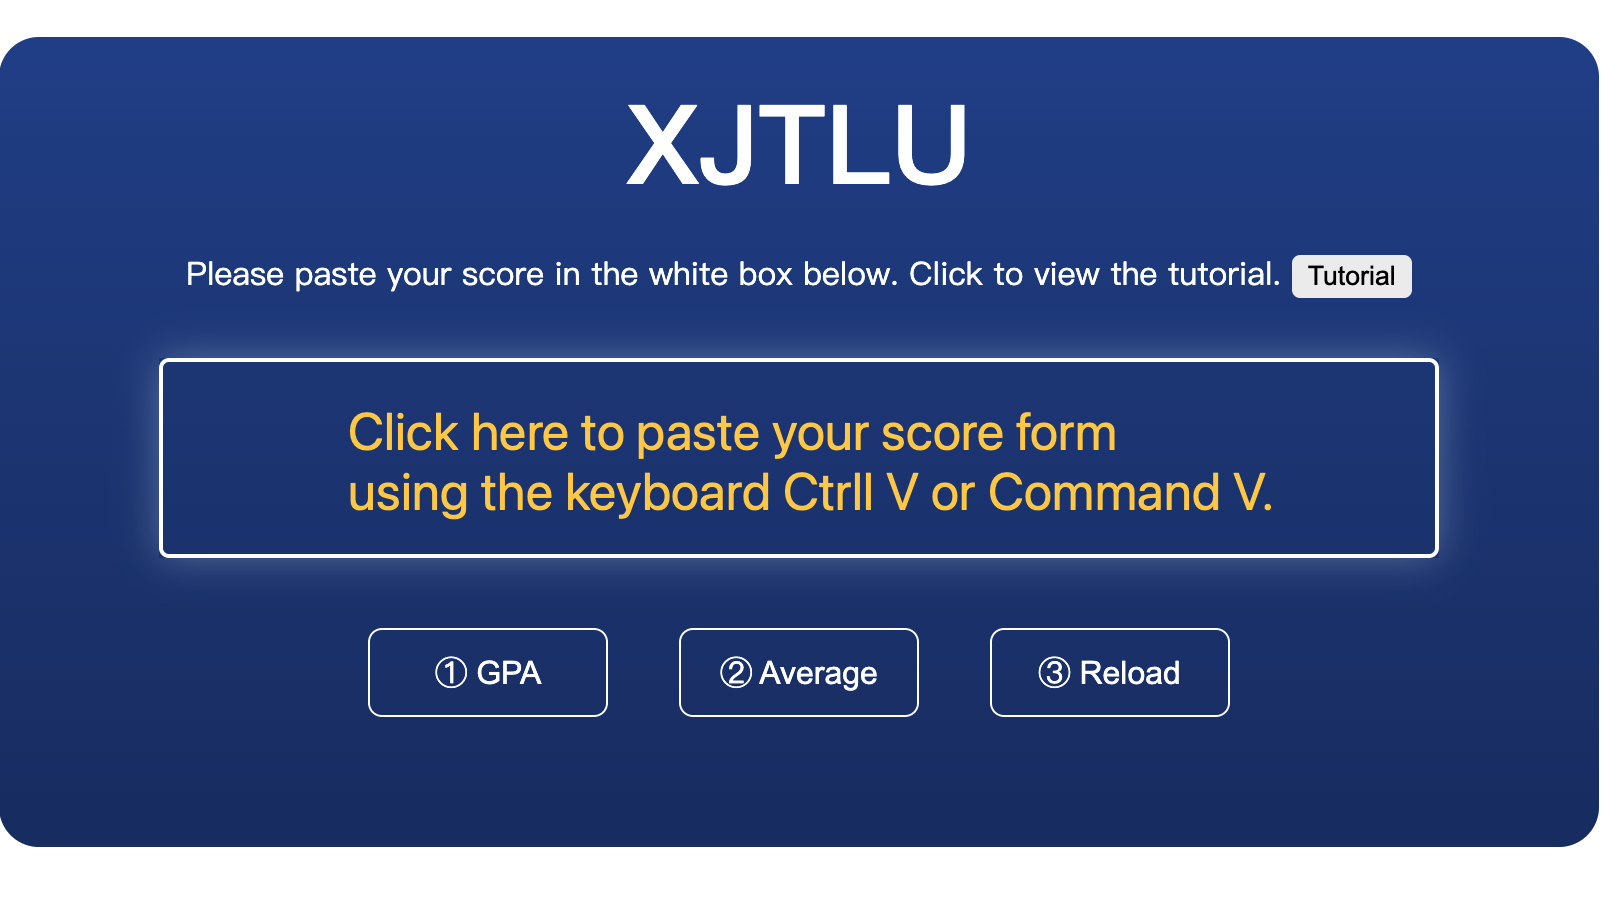 XJTLU
Please paste your score in the white box below. Click to view the tutorial. Tutorial
Click here to paste your score form
using the keyboard Ctrll V or Command V.
① GPA ② Average ③ Reload